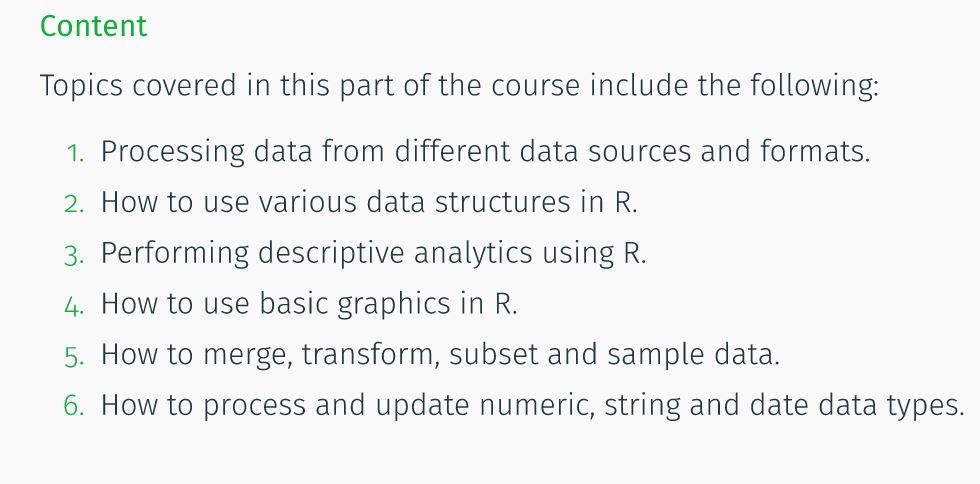 Content
Topics covered in this part of the course include the following:
1. Processing data from different data sources and formats.
2. How to use various data structures in R.
3. Performing descriptive analytics using R.
4. How to use basic graphics in R.
5. How to merge, transform, subset and sample data.
6. How to process and update numeric, string and date data types.